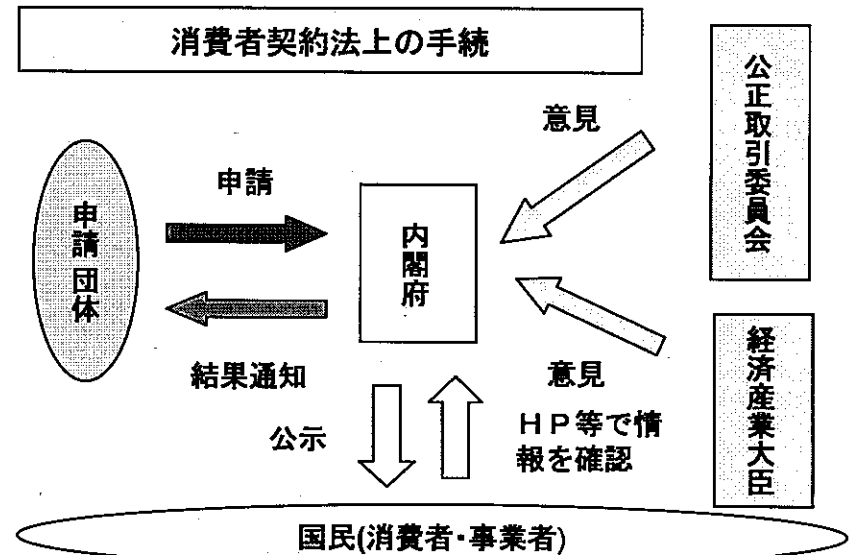 消費者契約法上の手続
公正取引委員会
意見
申請
申請団体
内閣府
結果通知
意見
経済産業大臣
公示
ＨＰ等で情
報を確認
国民(消費者・事業者)